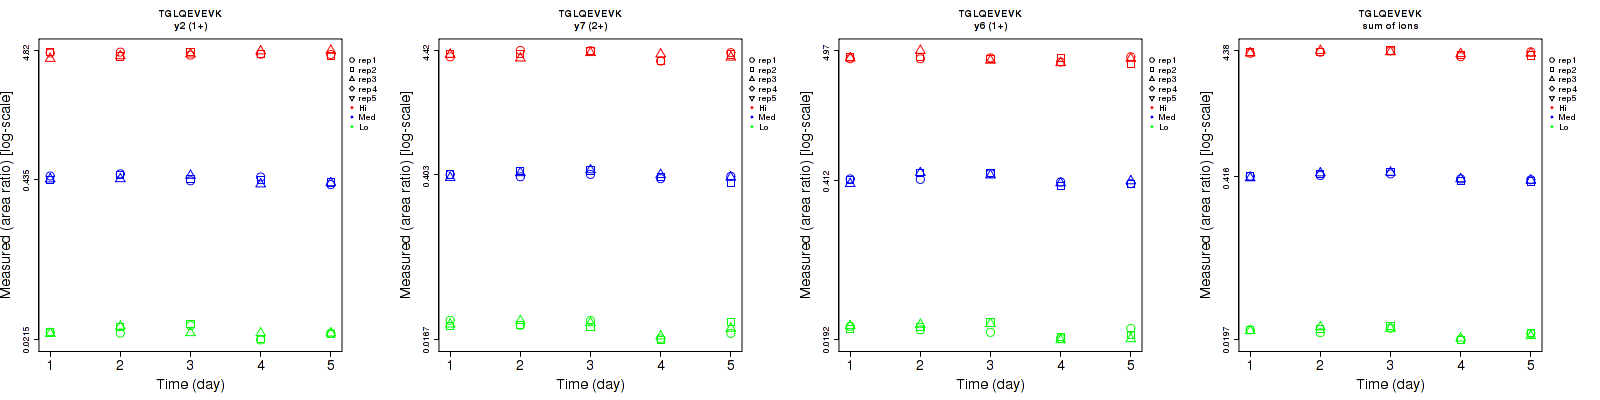 TGLQEVEVK
y2 (1+)
Measured (area ratio) [log-scale]
4.82
0.435
0.0215
1 2 3 4 5
Time (day)
rep1
rep2
rep3
rep4
rep5
Hi
Med
Lo
TGLQEVEVK
y7 (2+)
Measured (area ratio) [log-scale]
4.42
0.403
0.0167
1 2 3 4 5
Time (day)
rep1
rep2
rep3
rep4
rep5
Hi
Med
Lo
TGLQEVEVK
y6 (1+)
Measured (area ratio) [log-scale]
4.97
0.412
0.0192
1 2 3 4 5
Time (day)
rep1
rep2
rep3
rep4
rep5
Hi
Med
Lo
TGLQEVEVK
sum of ions
Measured (area ratio) [log-scale]
4.38
0.416
0.0197
1 2 3 4 5
Time (day)
rep1
rep2
rep3
rep4
rep5
Hi
Med
Lo